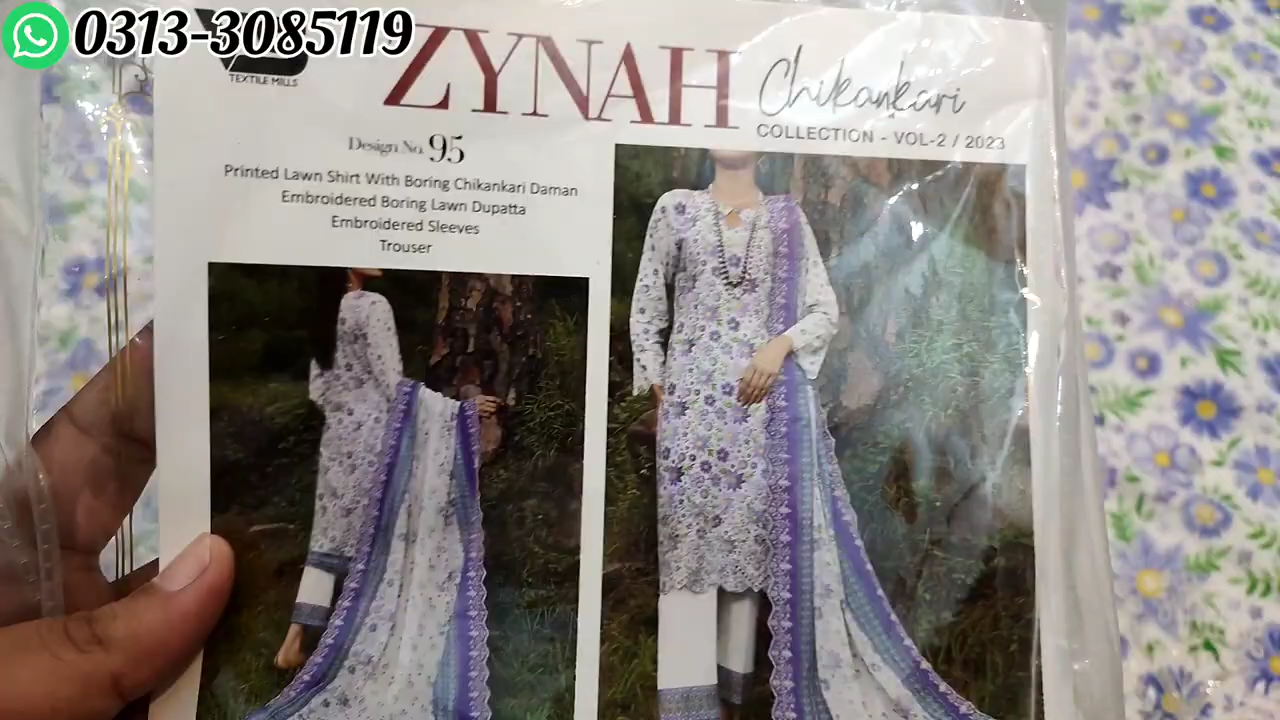 0313-3085119
TEXTILE MILLS
ZYNAH Chikankari
COLLECTION - VOL-2 / 2023
Design No. 95
Printed Lawn Shirt With Boring Chikankari Daman
Embroidered Boring Lawn Dupatta
Embroidered Sleeves
Trouser